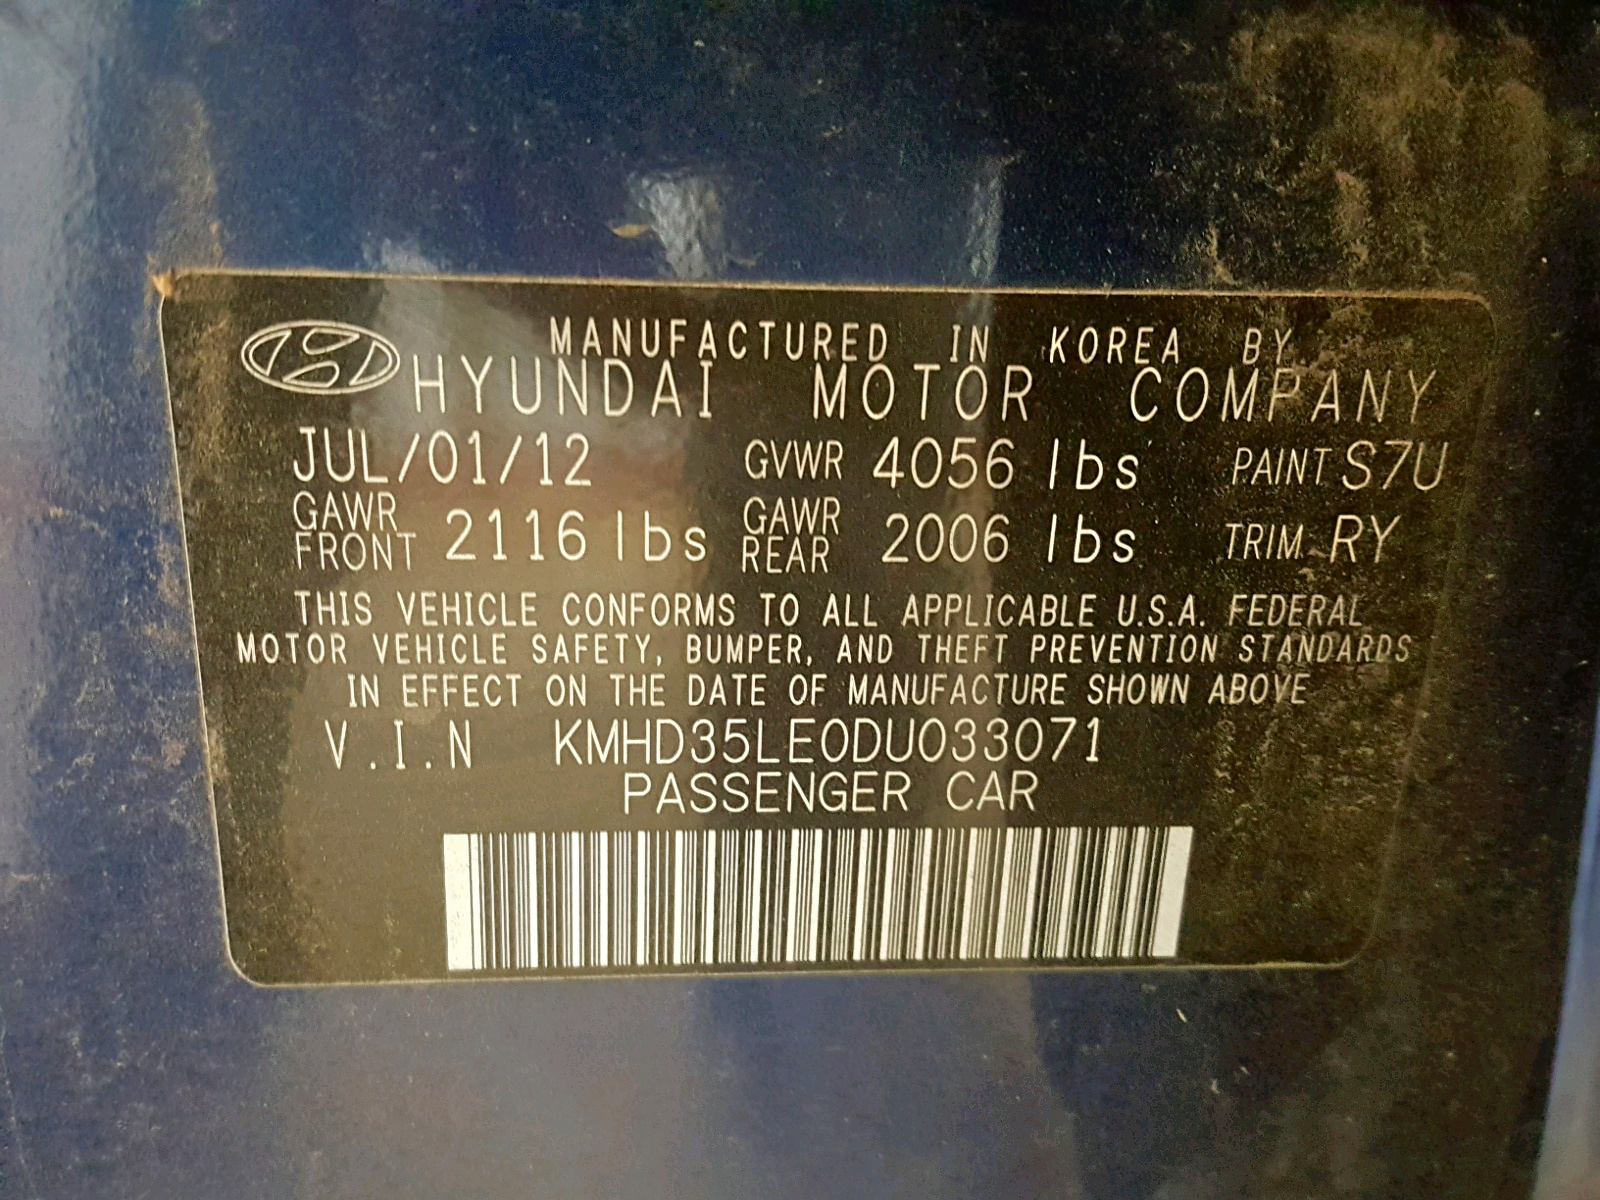 MANUFACTURED IN KOREA BY
HYUNDAI MOTOR COMPANY
JUL/01/12 GVWR 4056 lbs PAINT S7U
GAWR FRONT 2116 lbs GAWR REAR 2006 lbs TRIM RY
THIS VEHICLE CONFORMS TO ALL APPLICABLE U.S.A. FEDERAL
MOTOR VEHICLE SAFETY, BUMPER, AND THEFT PREVENTION STANDARDS
IN EFFECT ON THE DATE OF MANUFACTURE SHOWN ABOVE
V.I.N KMHD35LE0DU033071
PASSENGER CAR